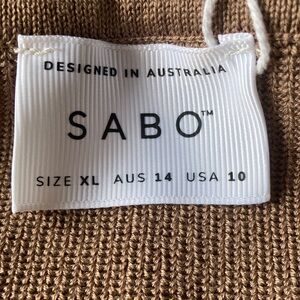 DESIGNED IN AUSTRALIA
SABO™
SIZE XL AUS 14 USA 10